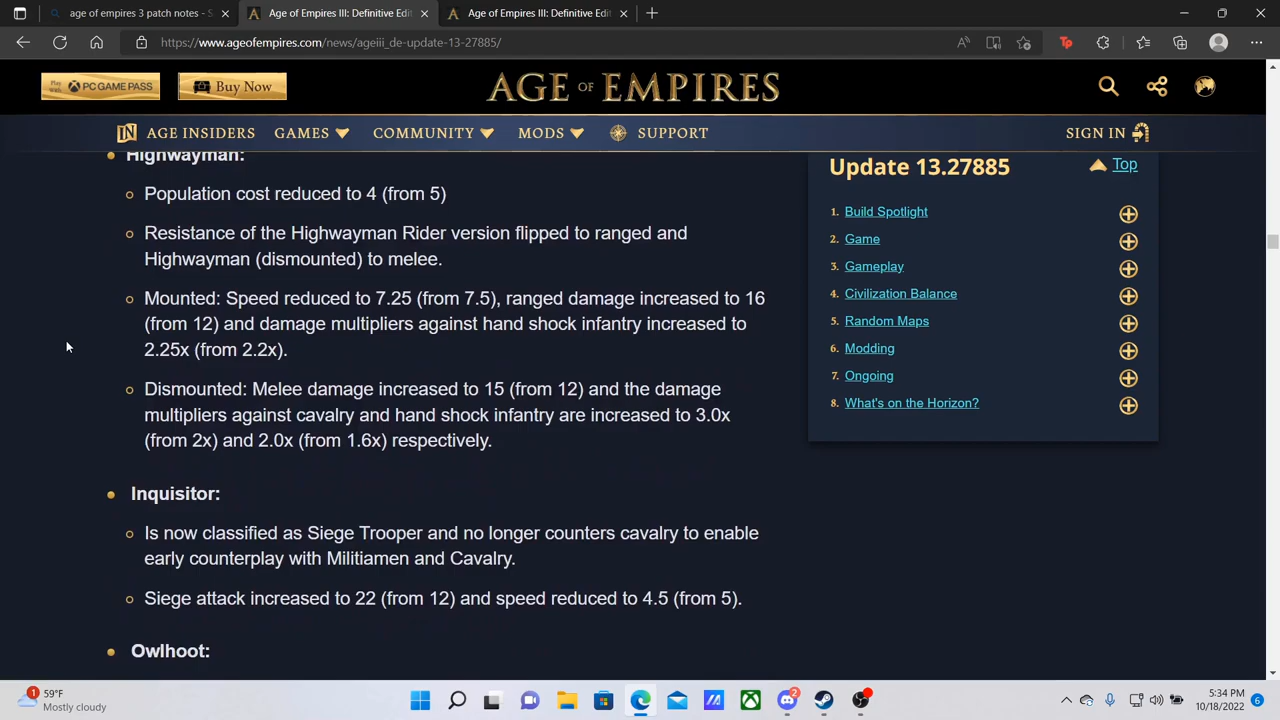 age of empires 3 patch notes - S
Age of Empires III: Definitive Edit
Age of Empires III: Definitive Edit
https://www.ageofempires.com/news/ageiii_de-update-13-27885/
PC GAME PASS
Buy Now
AGE OF EMPIRES
AGE INSIDERS GAMES COMMUNITY MODS SUPPORT SIGN IN
Highwayman:
Population cost reduced to 4 (from 5)
Resistance of the Highwayman Rider version flipped to ranged and
Highwayman (dismounted) to melee.
Mounted: Speed reduced to 7.25 (from 7.5), ranged damage increased to 16
(from 12) and damage multipliers against hand shock infantry increased to
2.25x (from 2.2x).
Dismounted: Melee damage increased to 15 (from 12) and the damage
multipliers against cavalry and hand shock infantry are increased to 3.0x
(from 2x) and 2.0x (from 1.6x) respectively.
Inquisitor:
Is now classified as Siege Trooper and no longer counters cavalry to enable
early counterplay with Militiamen and Cavalry.
Siege attack increased to 22 (from 12) and speed reduced to 4.5 (from 5).
Owlhoot:
Update 13.27885
Top
1. Build Spotlight
2. Game
3. Gameplay
4. Civilization Balance
5. Random Maps
6. Modding
7. Ongoing
8. What's on the Horizon?
1
59°F
Mostly cloudy
2
5:34 PM
10/18/2022
6